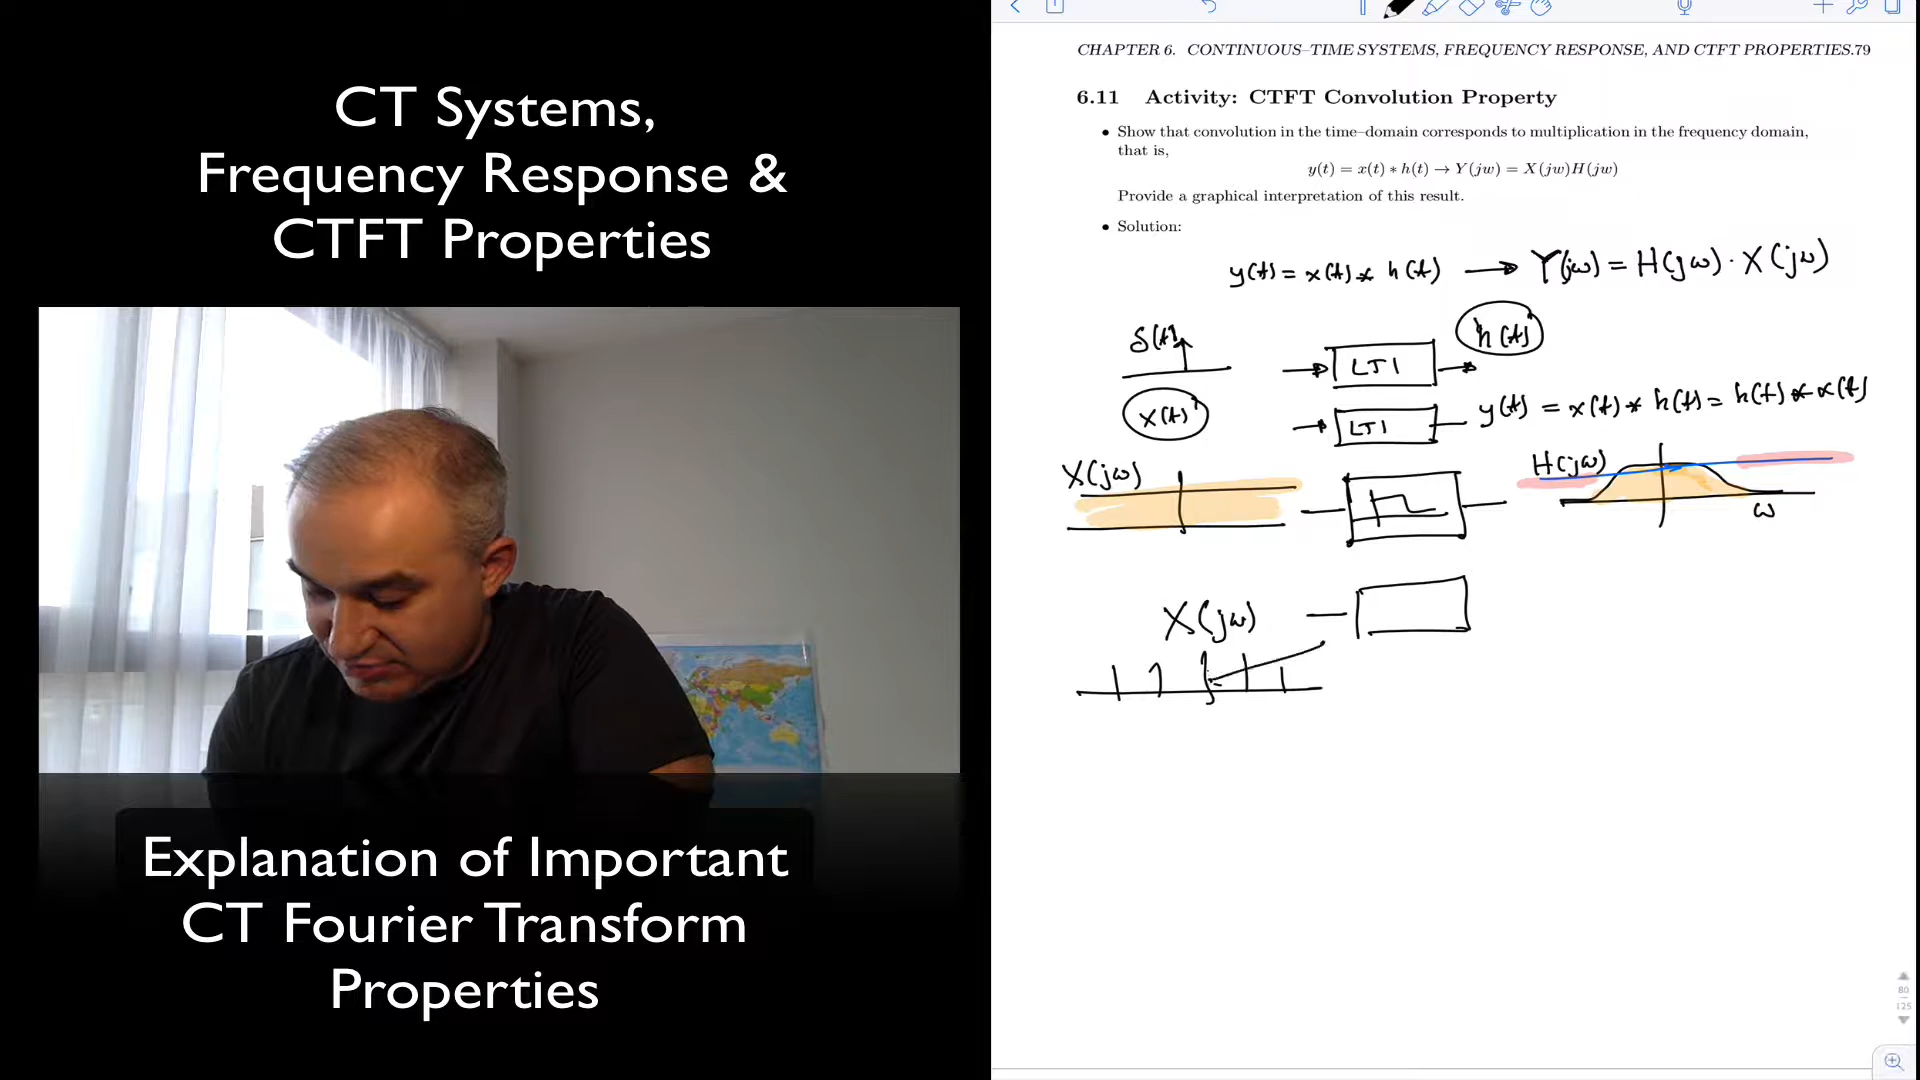 CT Systems,
Frequency Response &
CTFT Properties
Explanation of Important
CT Fourier Transform
Properties
CHAPTER 6. CONTINUOUS–TIME SYSTEMS, FREQUENCY RESPONSE, AND CTFT PROPERTIES.79
6.11 Activity: CTFT Convolution Property
• Show that convolution in the time–domain corresponds to multiplication in the frequency domain,
that is,
y(t) = x(t) ∗ h(t) → Y(jw) = X(jw)H(jw)
Provide a graphical interpretation of this result.
• Solution:
y(t) = x(t) * h(t) → Y(jω) = H(jω) · X(jω)
δ(t) LTI h(t)
x(t) LTI y(t) = x(t) * h(t) = h(t) * x(t)
X(jω) H(jω)
ω
X(jω)
80
125